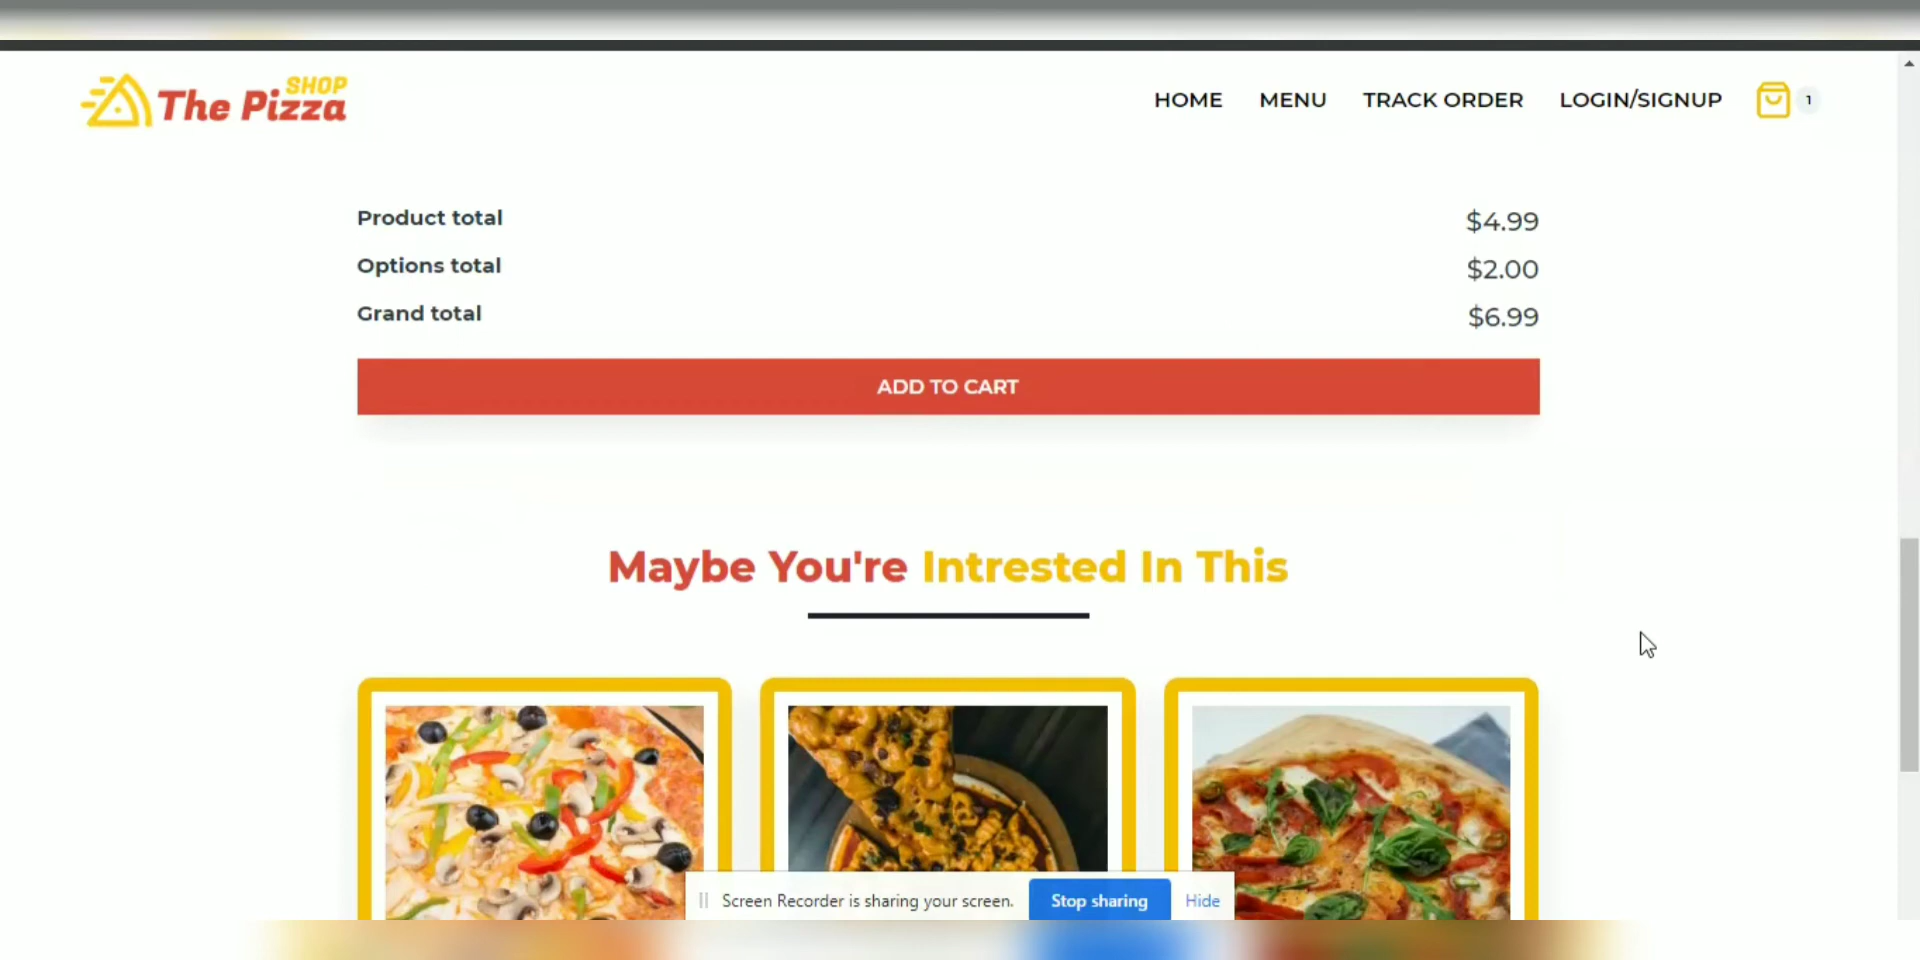 The Pizza SHOP
HOME MENU TRACK ORDER LOGIN/SIGNUP 1
Product total $4.99
Options total $2.00
Grand total $6.99
ADD TO CART
Maybe You're Intrested In This
Screen Recorder is sharing your screen. Stop sharing Hide